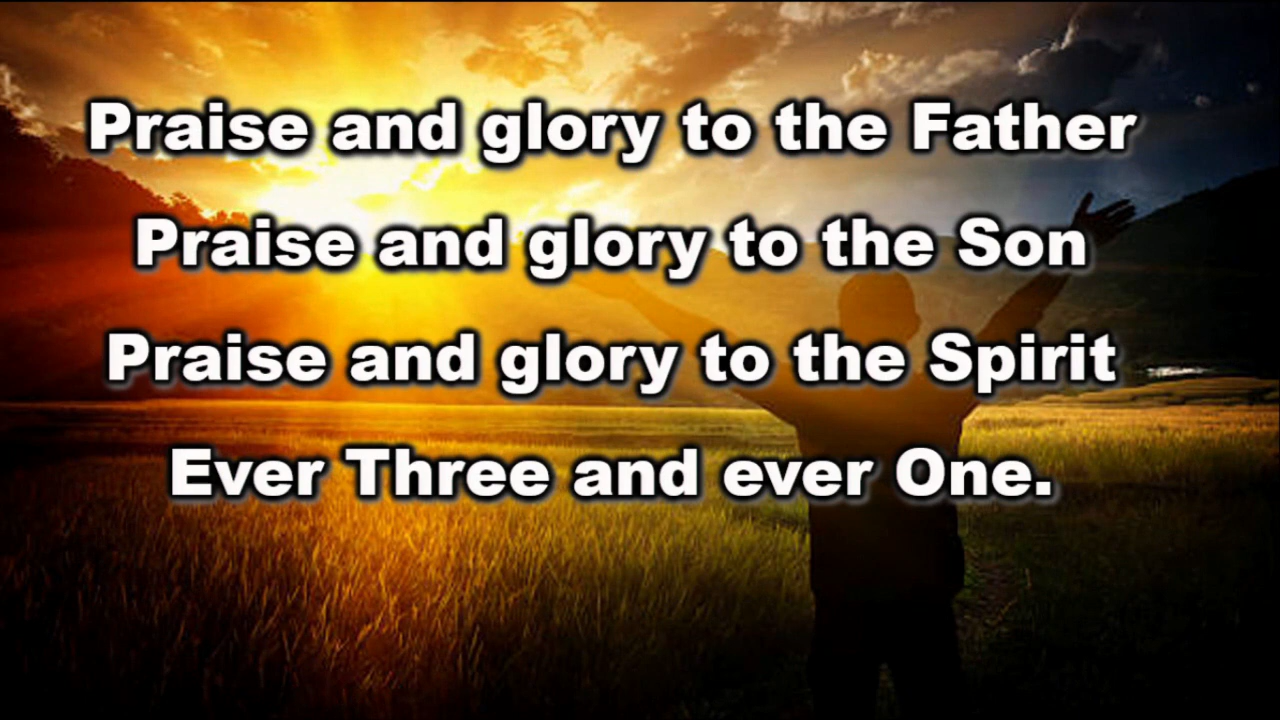 Praise and glory to the Father
Praise and glory to the Son
Praise and glory to the Spirit
Ever Three and ever One.